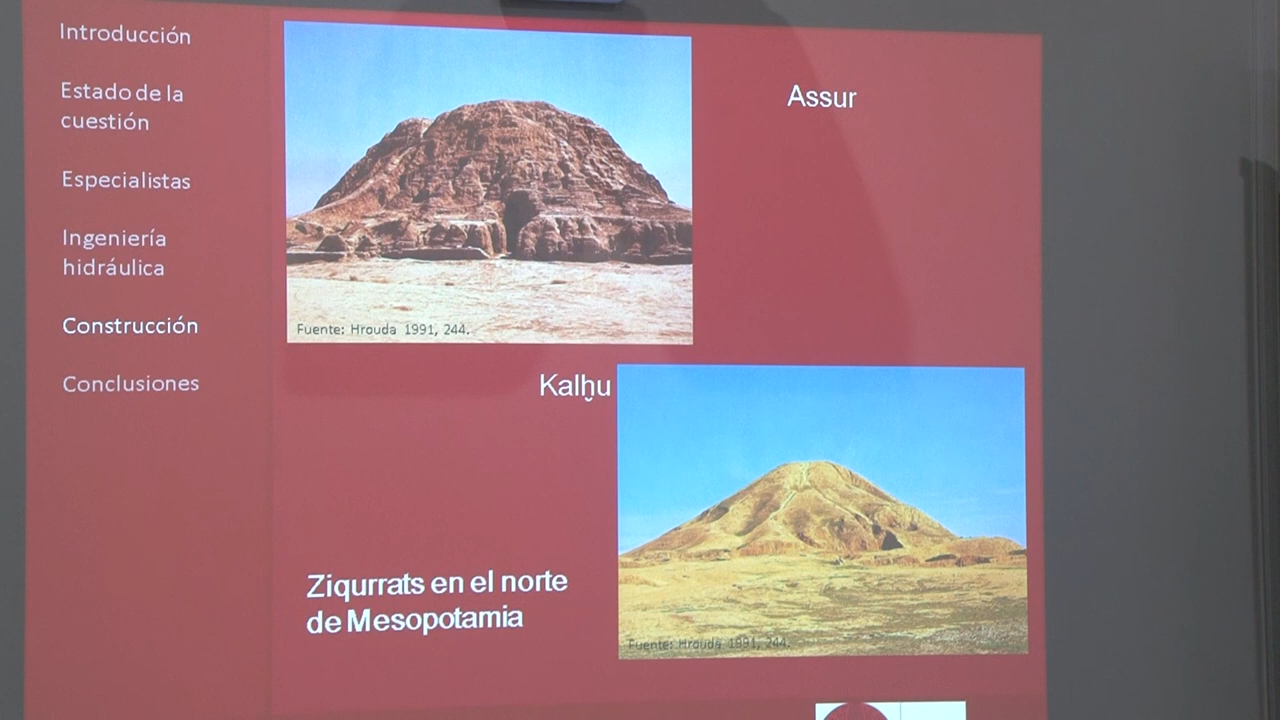 Introducción
Estado de la
cuestión
Especialistas
Ingeniería
hidráulica
Construcción
Conclusiones
Assur
Fuente: Hrouda 1991, 244.
Kalḫu
Ziqurrats en el norte
de Mesopotamia
Fuente: Hrouda 1991, 244.